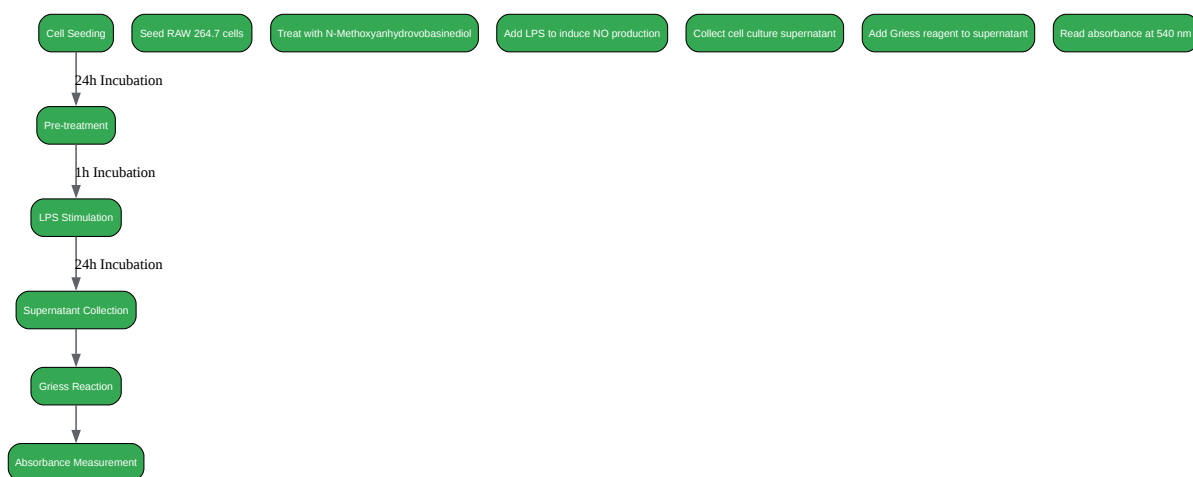 Cell Seeding
Seed RAW 264.7 cells
Treat with N-Methoxyanhydrovobasinediol
Add LPS to induce NO production
Collect cell culture supernatant
Add Griess reagent to supernatant
Read absorbance at 540 nm
24h Incubation
Pre-treatment
1h Incubation
LPS Stimulation
24h Incubation
Supernatant Collection
Griess Reaction
Absorbance Measurement